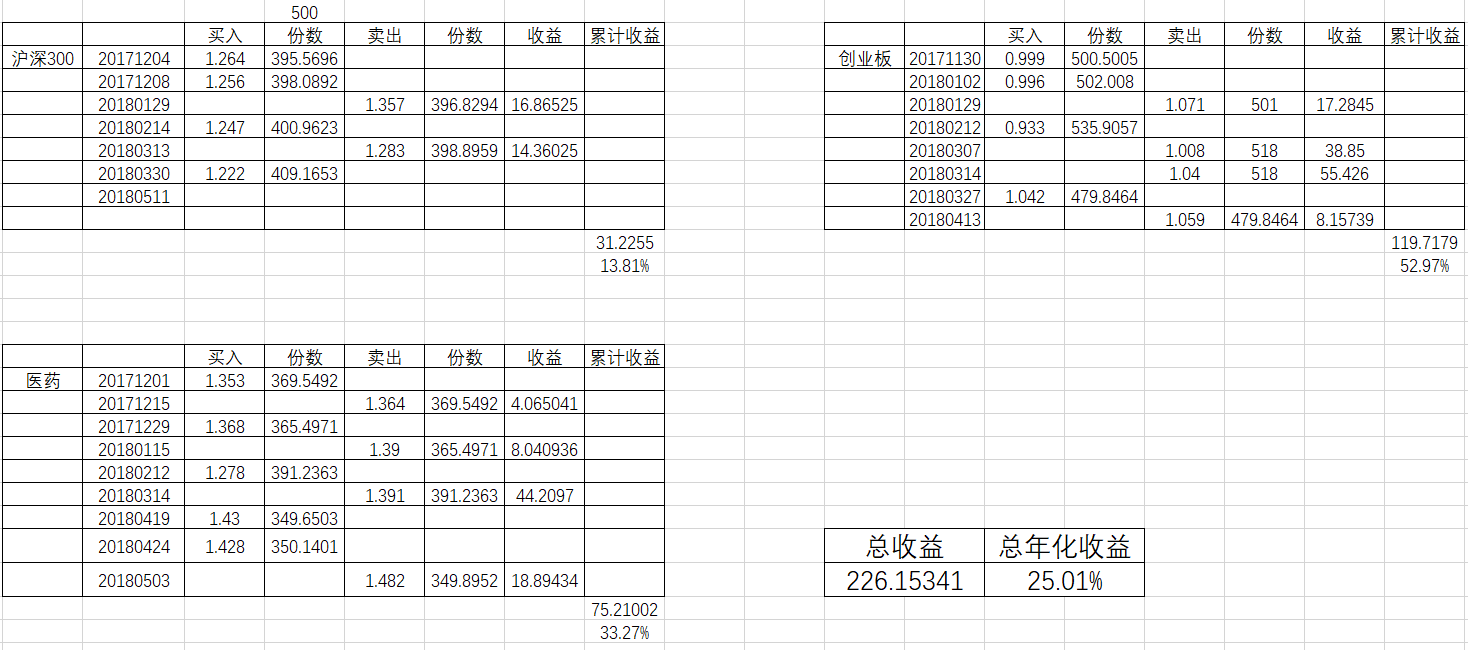 500
买入 份数 卖出 份数 收益 累计收益
沪深300 20171204 1.264 395.5696
20171208 1.256 398.0892
20180129 1.357 396.8294 16.86525
20180214 1.247 400.9623
20180313 1.283 398.8959 14.36025
20180330 1.222 409.1653
20180511
31.2255
13.81%
买入 份数 卖出 份数 收益 累计收益
创业板 20171130 0.999 500.5005
20180102 0.996 502.008
20180129 1.071 501 17.2845
20180212 0.933 535.9057
20180307 1.008 518 38.85
20180314 1.04 518 55.426
20180327 1.042 479.8464
20180413 1.059 479.8464 8.15739
119.7179
52.97%
买入 份数 卖出 份数 收益 累计收益
医药 20171201 1.353 369.5492
20171215 1.364 369.5492 4.065041
20171229 1.368 365.4971
20180115 1.39 365.4971 8.040936
20180212 1.278 391.2363
20180314 1.391 391.2363 44.2097
20180419 1.43 349.6503
20180424 1.428 350.1401
20180503 1.482 349.8952 18.89434
75.21002
33.27%
总收益 总年化收益
226.15341 25.01%